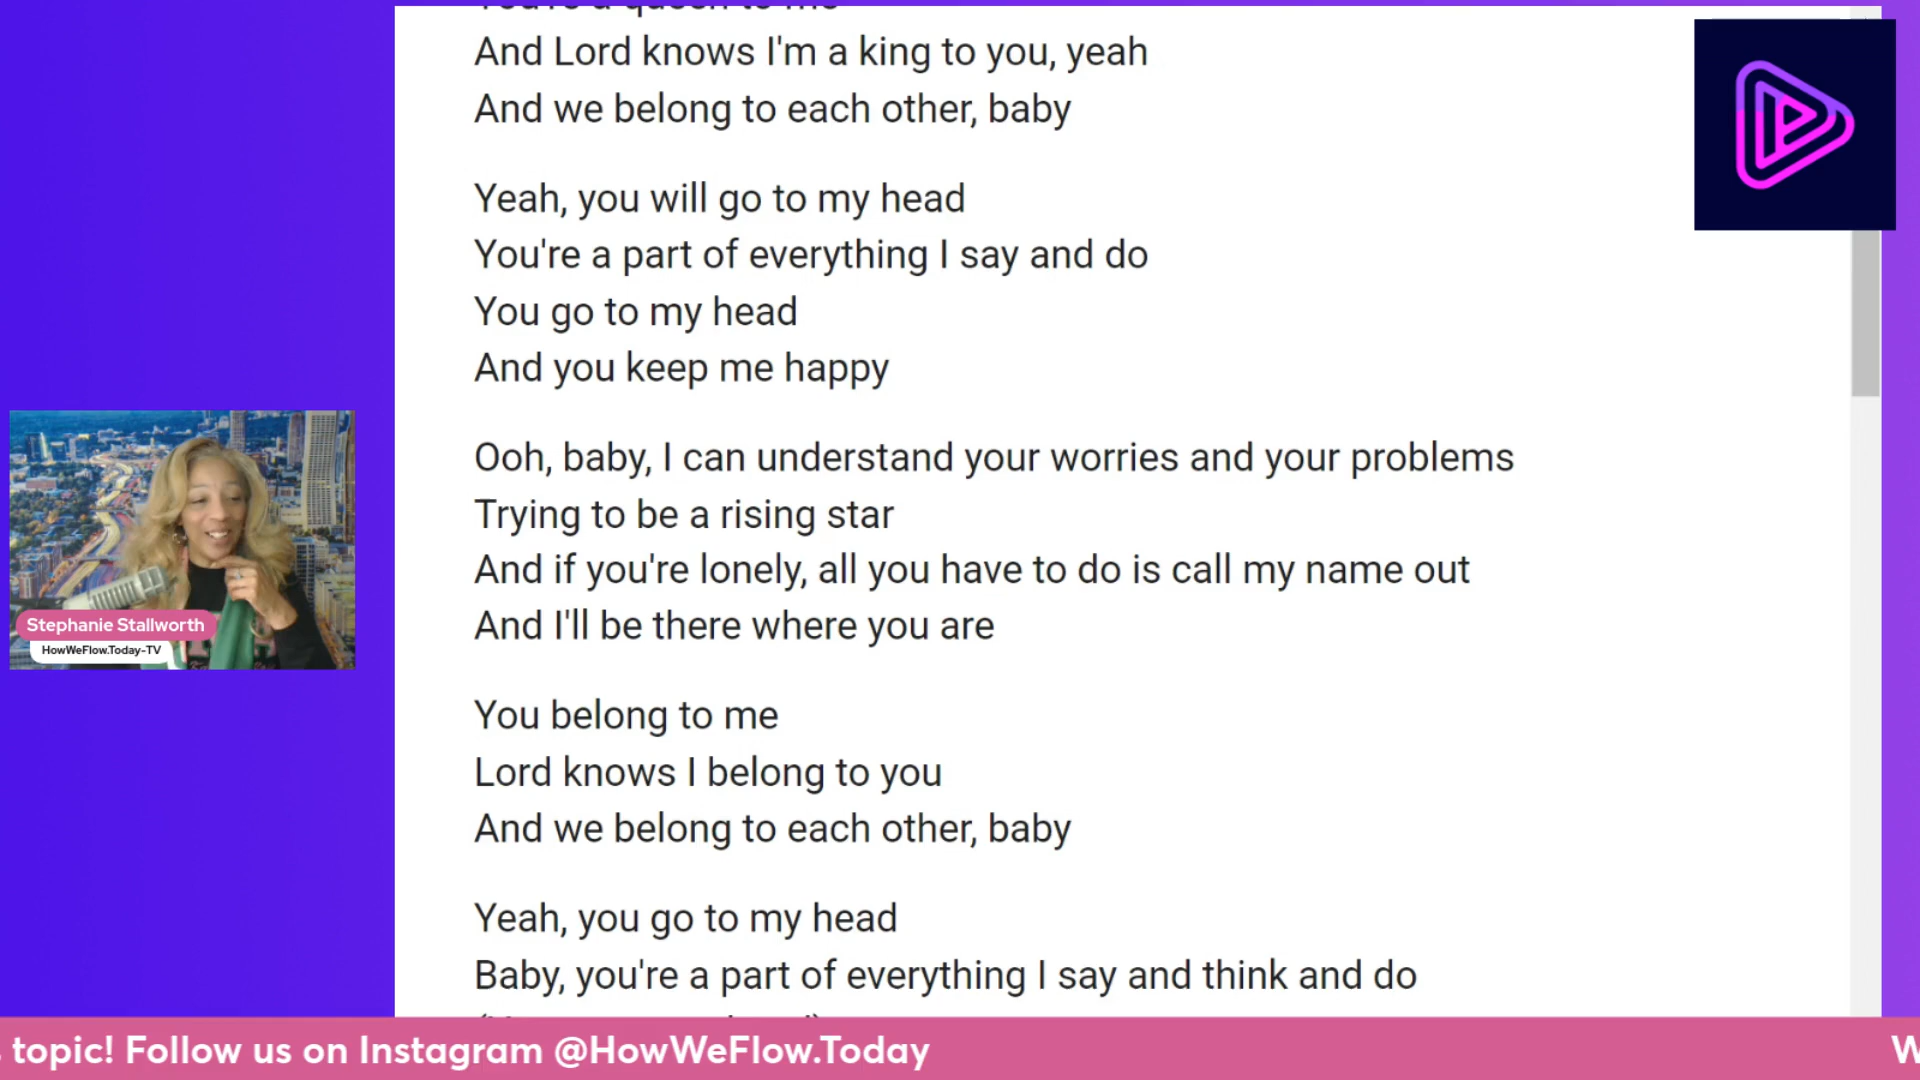 You're a queen to me
And Lord knows I'm a king to you, yeah
And we belong to each other, baby
Yeah, you will go to my head
You're a part of everything I say and do
You go to my head
And you keep me happy
Ooh, baby, I can understand your worries and your problems
Trying to be a rising star
And if you're lonely, all you have to do is call my name out
And I'll be there where you are
You belong to me
Lord knows I belong to you
And we belong to each other, baby
Yeah, you go to my head
Baby, you're a part of everything I say and think and do
Stephanie Stallworth
HowWeFlow.Today-TV
topic! Follow us on Instagram @HowWeFlow.Today